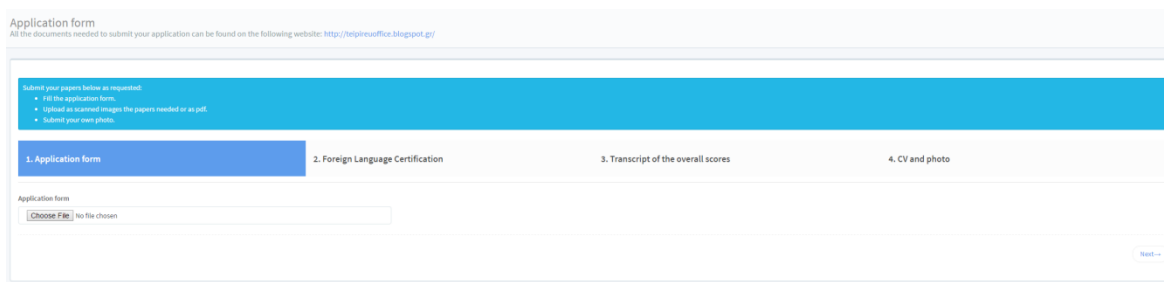 Application form
All the documents needed to submit your application can be found on the following website: http://teipireuoffice.blogspot.gr/
Submit your papers below as requested:
• Fill the application form.
• Upload as scanned images the papers needed or as pdf.
• Submit your own photo.
1. Application form
2. Foreign Language Certification
3. Transcript of the overall scores
4. CV and photo
Application form
Choose File No file chosen
Next→